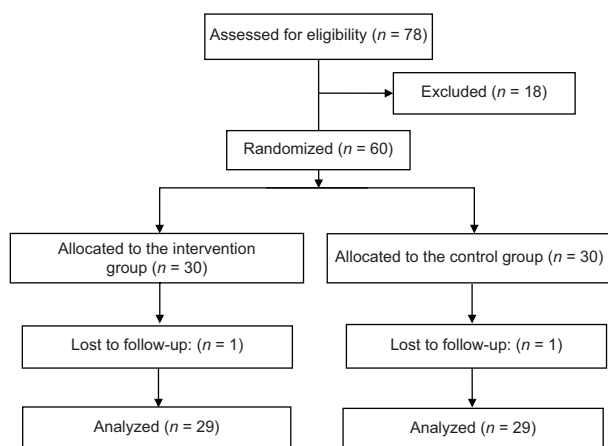 Assessed for eligibility (n = 78)
Excluded (n = 18)
Randomized (n = 60)
Allocated to the intervention
group (n = 30)
Allocated to the control group (n = 30)
Lost to follow-up: (n = 1)
Lost to follow-up: (n = 1)
Analyzed (n = 29)
Analyzed (n = 29)